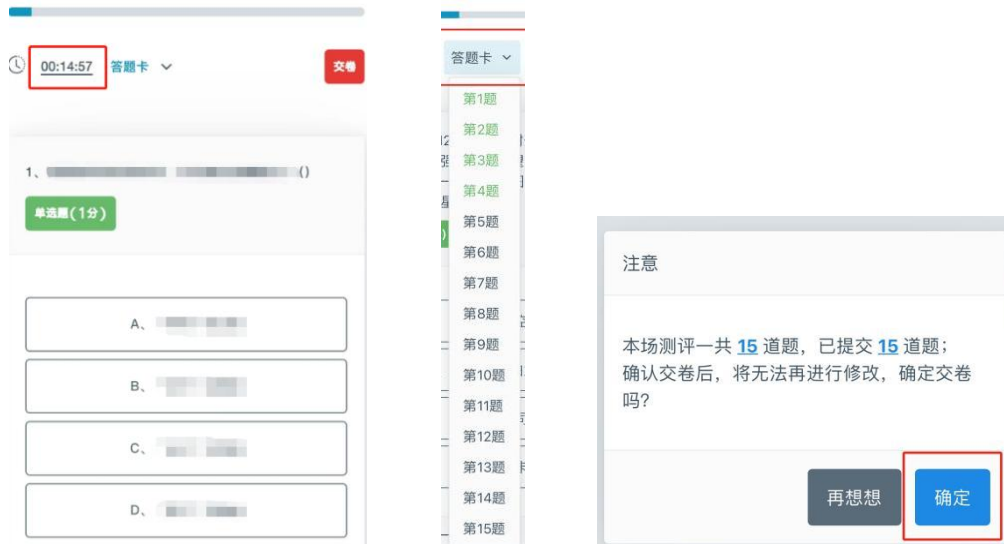 00:14:57 答题卡
交卷
1、 ()
单选题(1分)
A、
B、
C、
D、
答题卡
第1题
第2题
第3题
第4题
第5题
第6题
第7题
第8题
第9题
第10题
第11题
第12题
第13题
第14题
第15题
注意
本场测评一共 15 道题，已提交 15 道题；
确认交卷后，将无法再进行修改，确定交卷
吗？
再想想
确定